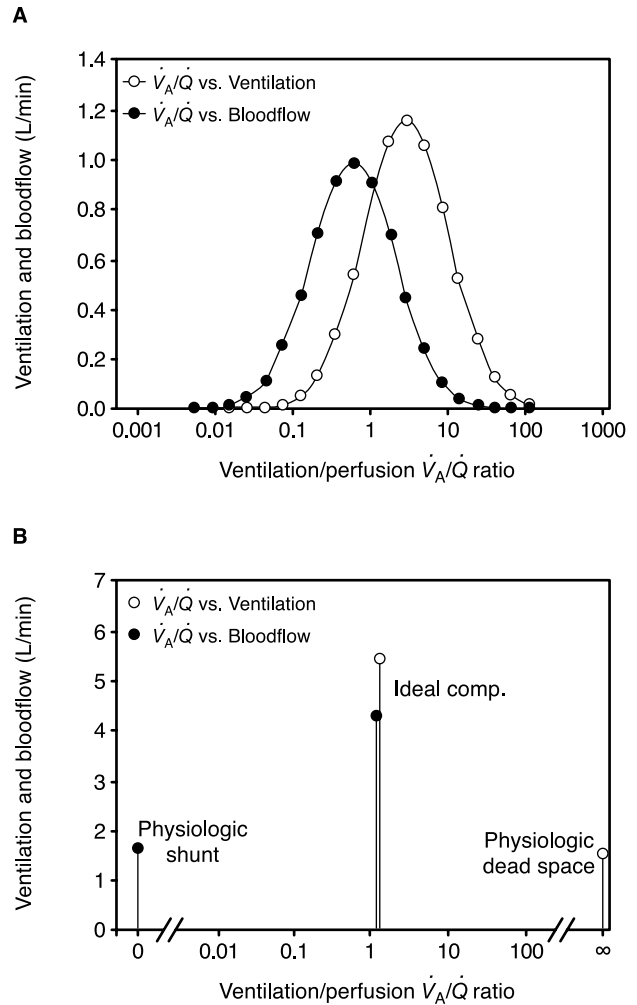 A
Ventilation and bloodflow (L/min)
1.4
1.2
1.0
0.8
0.6
0.4
0.2
0.0
V̇A/Q̇ vs. Ventilation
V̇A/Q̇ vs. Bloodflow
0.001 0.01 0.1 1 10 100 1000
Ventilation/perfusion V̇A/Q̇ ratio
B
Ventilation and bloodflow (L/min)
7
6
5
4
3
2
1
0
V̇A/Q̇ vs. Ventilation
V̇A/Q̇ vs. Bloodflow
Ideal comp.
Physiologic
shunt
Physiologic
dead space
0 0.01 0.1 1 10 100 ∞
Ventilation/perfusion V̇A/Q̇ ratio